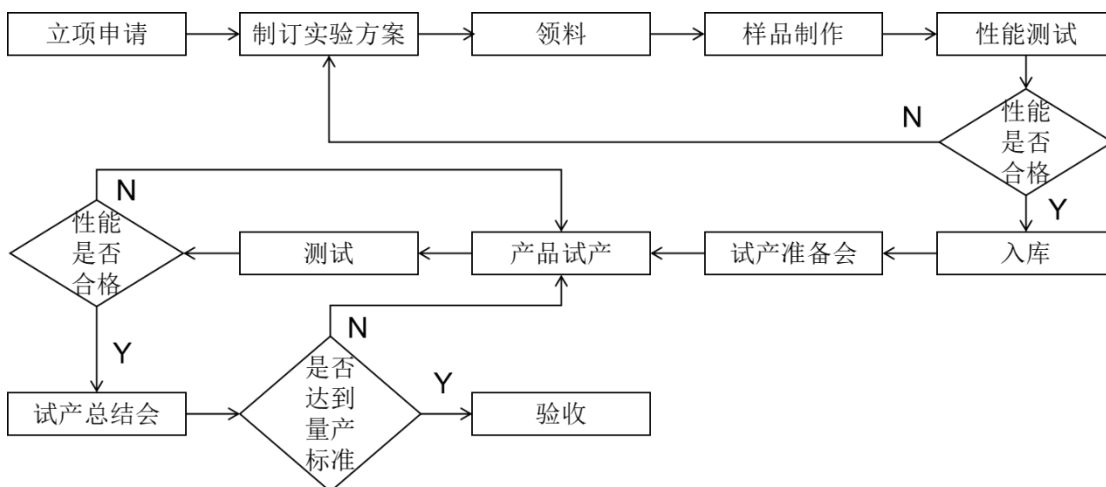 立项申请
制订实验方案
领料
样品制作
性能测试
N
性能
是否
合格
Y
N
性能
是否
合格
测试
产品试产
试产准备会
入库
Y
N
是否
达到
量产
标准
Y
试产总结会
验收